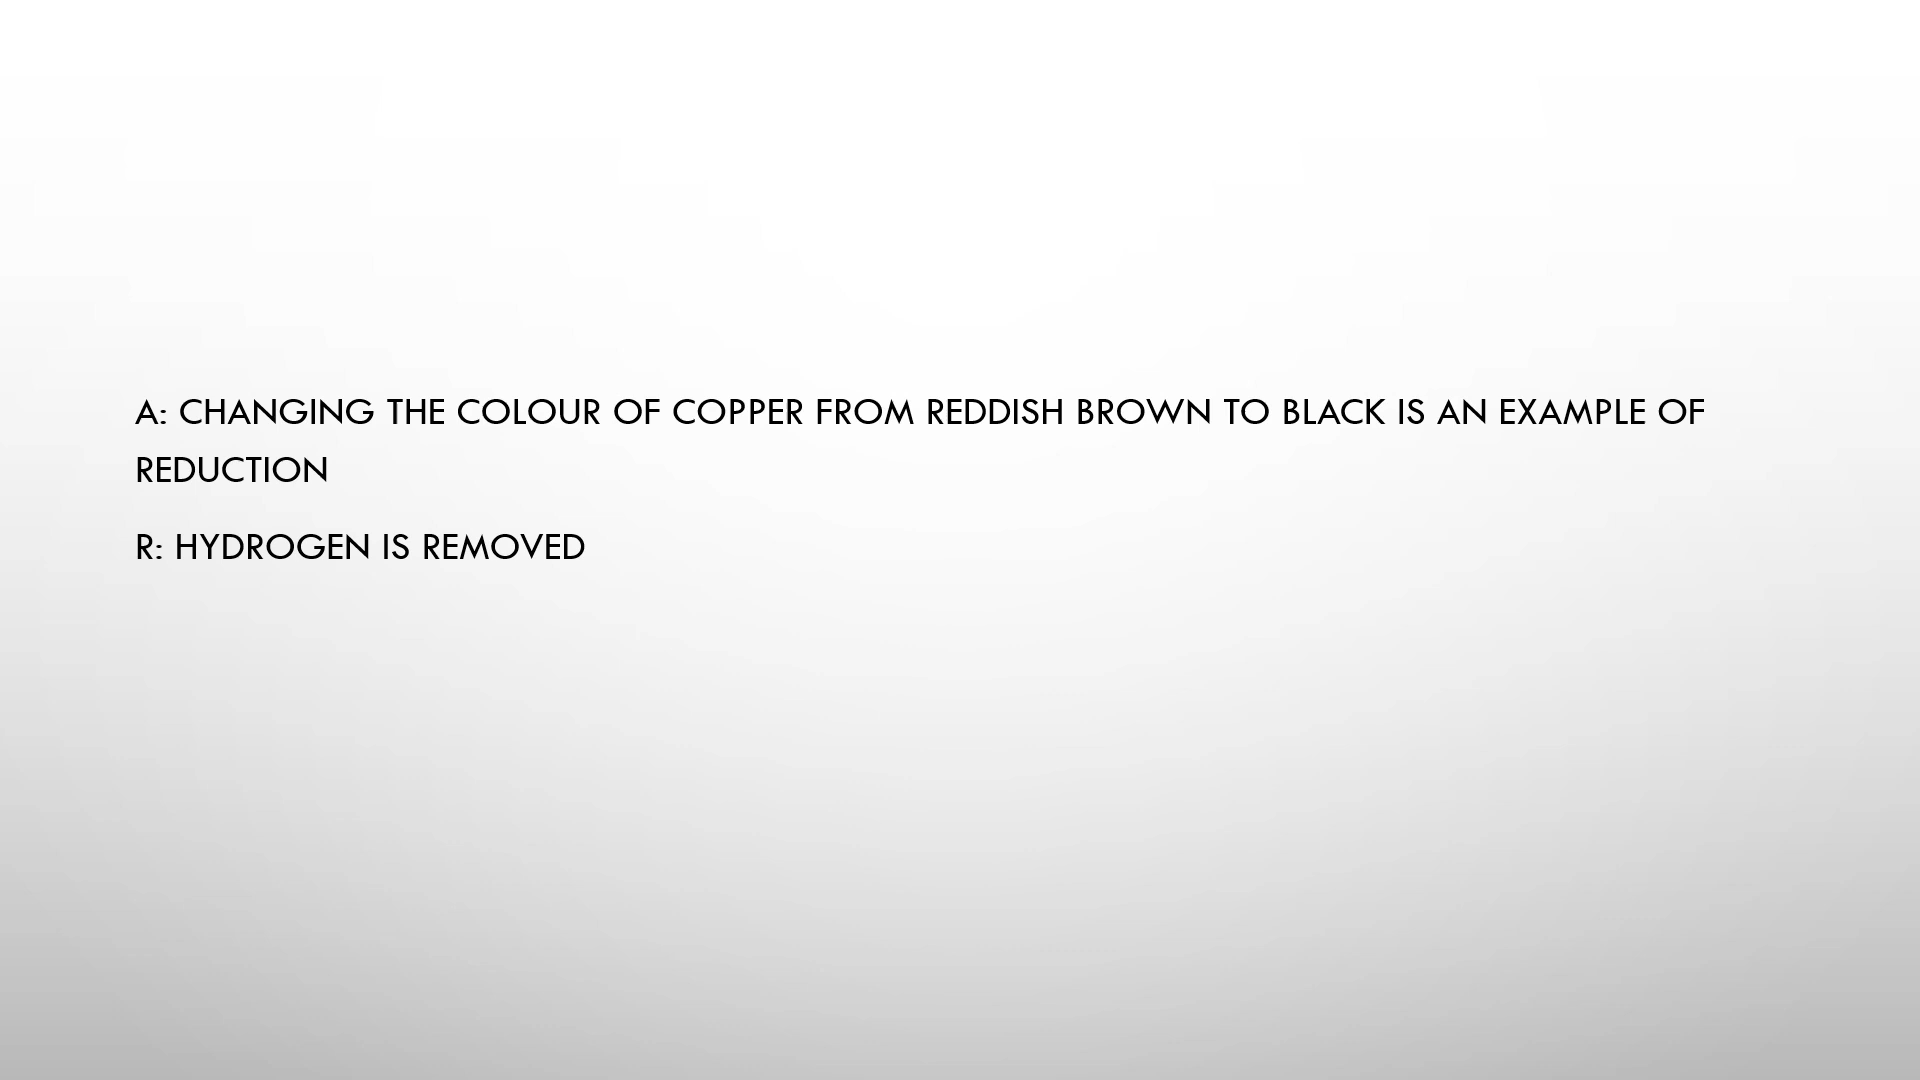 A: CHANGING THE COLOUR OF COPPER FROM REDDISH BROWN TO BLACK IS AN EXAMPLE OF
REDUCTION
R: HYDROGEN IS REMOVED